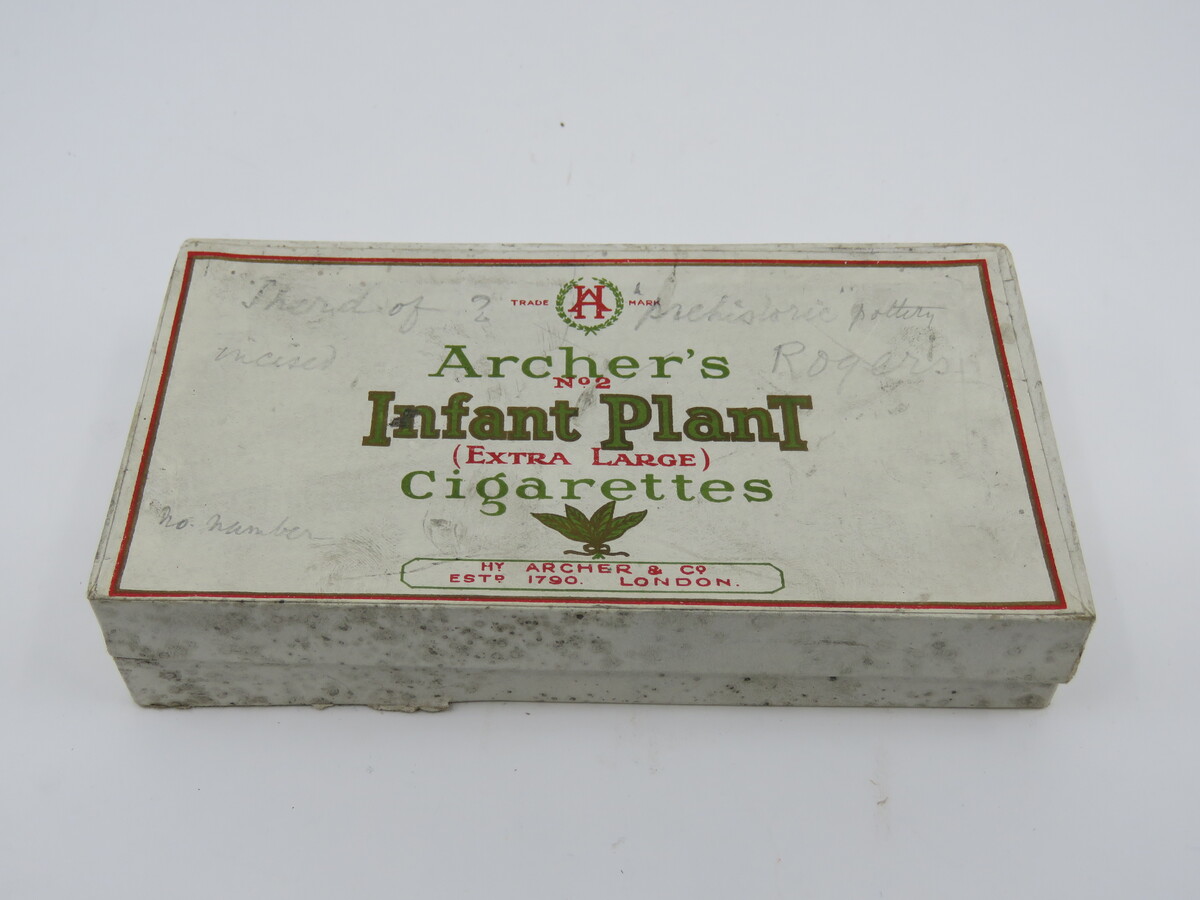 TRADE HA MARK
"Sherd of 2 "prehistoric" pottery
incised Rogers
Archer's
Nº2
Infant Plant
(EXTRA LARGE)
Cigarettes
no number
HY ARCHER & Cº
ESTD 1790. LONDON.